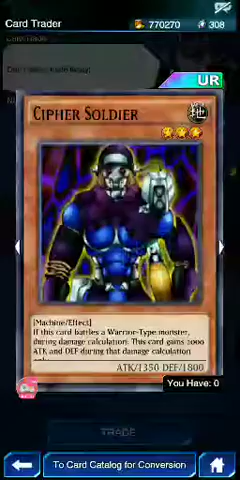 Card Trader
770270
308
UR
CIPHER SOLDIER
地
[Machine/Effect]
If this card battles a Warrior-Type monster,
during damage calculation: This card gains 2000
ATK and DEF during that damage calculation
only.
ATK/1350 DEF/1800
You Have: 0
TRADE
To Card Catalog for Conversion